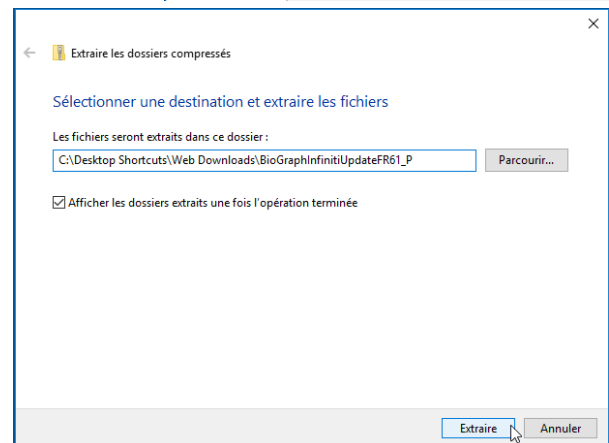 Extraire les dossiers compressés
Sélectionner une destination et extraire les fichiers
Les fichiers seront extraits dans ce dossier :
C:\Desktop Shortcuts\Web Downloads\BioGraphInfinitiUpdateFR61_P
Parcourir...
Afficher les dossiers extraits une fois l'opération terminée
Extraire
Annuler